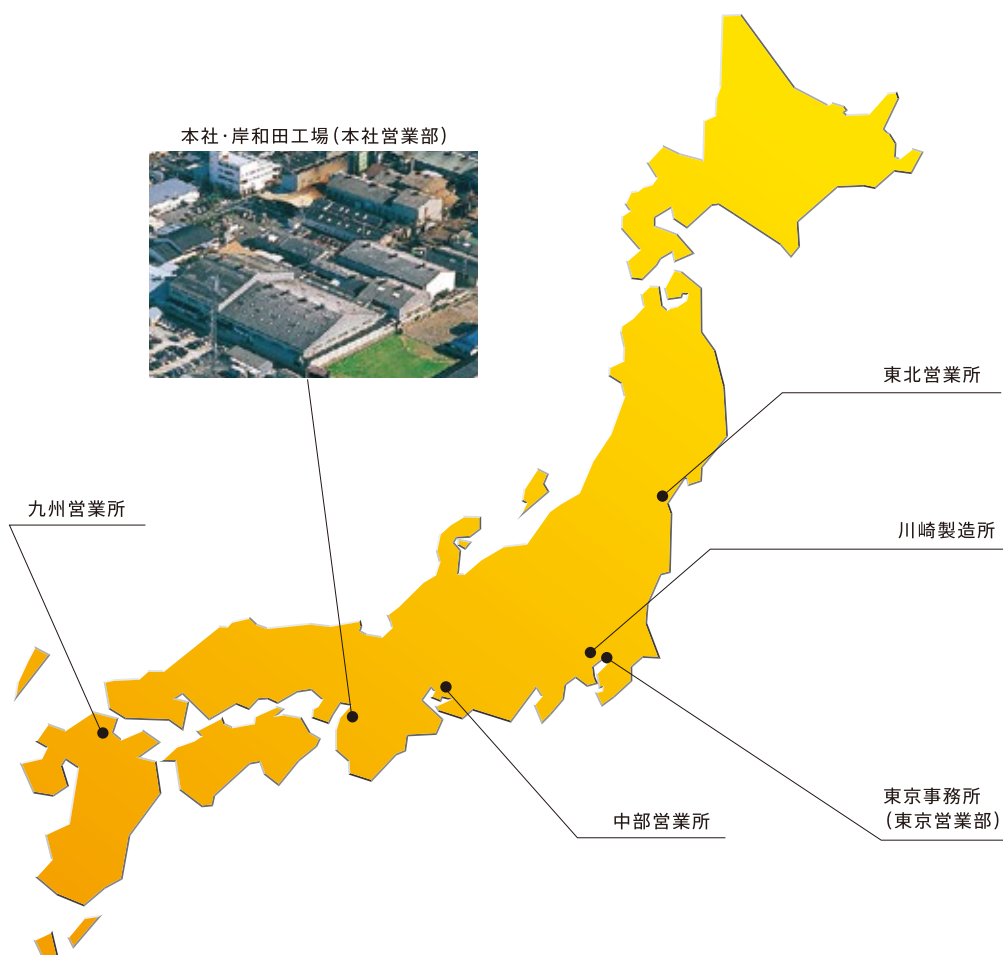 本社・岸和田工場(本社営業部)
東北営業所
九州営業所
川崎製造所
東京事務所
(東京営業部)
中部営業所